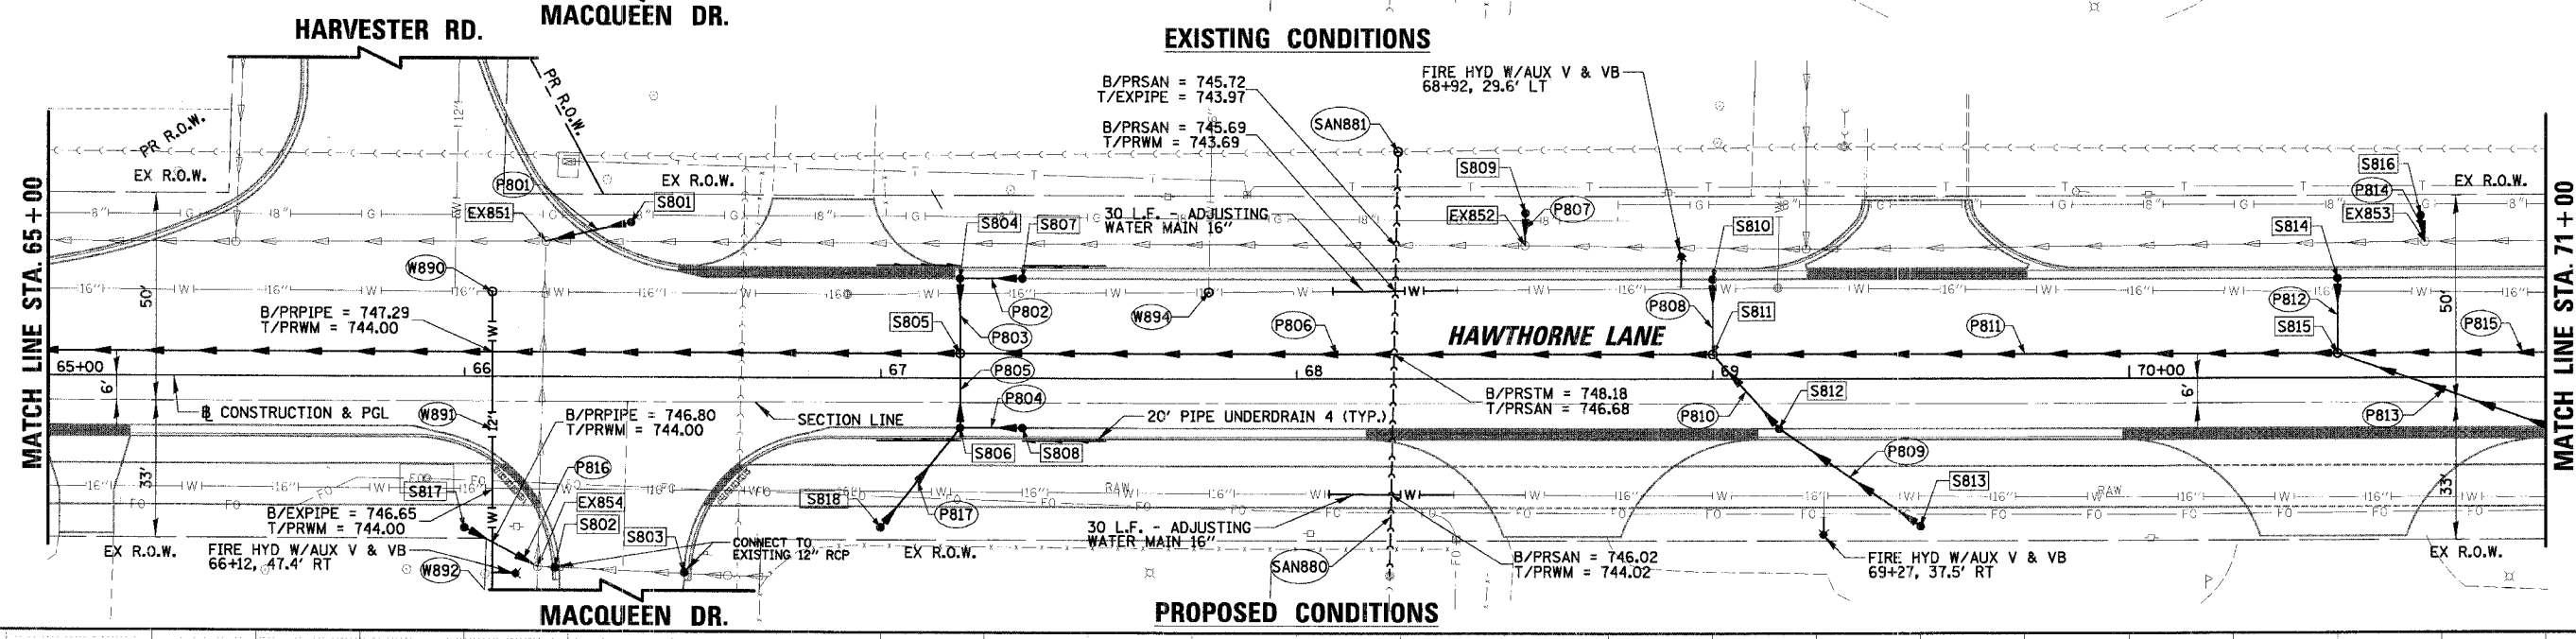 MACQUEEN DR.
HARVESTER RD.
EXISTING CONDITIONS
PR R.O.W.
PR R.O.W.
B/PRSAN = 745.72
T/EXPIPE = 743.97
B/PRSAN = 745.69
T/PRWM = 743.69
FIRE HYD W/AUX V & VB
68+92, 29.6' LT
SAN881
S809
S816
P814
EX853
EX R.O.W.
EX R.O.W.
EX R.O.W.
P801
EX851
S801
S804
S807
30 L.F. - ADJUSTING
WATER MAIN 16"
EX852
P807
S810
S814
MATCH LINE STA. 65+00
MATCH LINE STA. 71+00
50'
50'
W890
B/PRPIPE = 747.29
T/PRWM = 744.00
S805
P802
P803
W894
P806
P808
S811
HAWTHORNE LANE
P811
P812
S815
P815
65+00
66
67
68
69
70+00
6'
6'
P805
P804
B/PRSTM = 748.18
T/PRSAN = 746.68
P810
S812
P813
℄ CONSTRUCTION & PGL
W891
12"
B/PRPIPE = 746.80
T/PRWM = 744.00
SECTION LINE
20' PIPE UNDERDRAIN 4 (TYP.)
S806
S808
P809
33'
33'
P816
EX854
S817
S802
S803
S818
P817
S813
RAW
RAW
B/EXPIPE = 746.65
T/PRWM = 744.00
CONNECT TO
EXISTING 12" RCP
30 L.F. - ADJUSTING
WATER MAIN 16"
EX R.O.W.
FIRE HYD W/AUX V & VB
66+12, 47.4' RT
W892
EX R.O.W.
SAN880
B/PRSAN = 746.02
T/PRWM = 744.02
FIRE HYD W/AUX V & VB
69+27, 37.5' RT
EX R.O.W.
MACQUEEN DR.
PROPOSED CONDITIONS